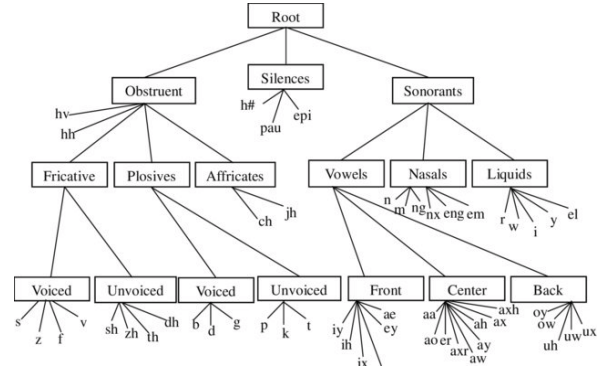 Root
Obstruent Silences Sonorants
hv hh h# pau epi
Fricative Plosives Affricates Vowels Nasals Liquids
ch jh n m ng nx eng em r w i y el
Voiced Unvoiced Voiced Unvoiced Front Center Back
s z f v sh zh th dh b d g p k t iy ih ix ey ae aa ao er axr aw ay ah ax axh oy ow uh uw ux